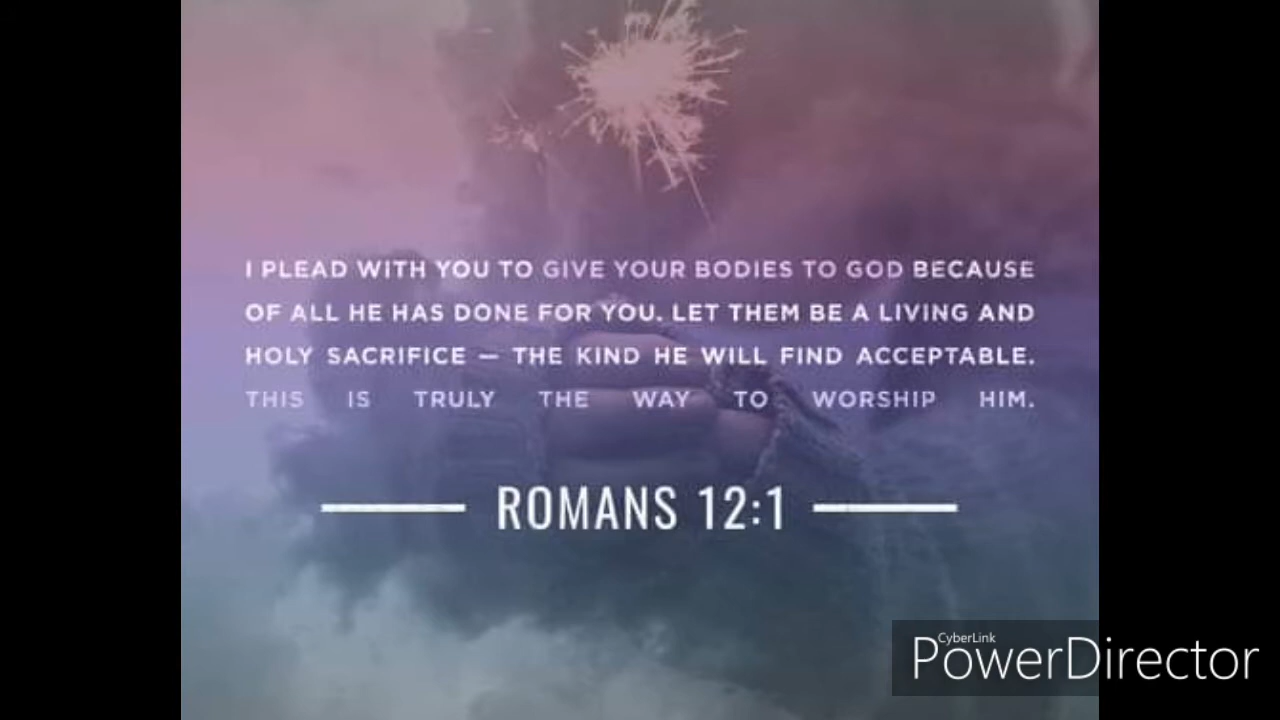 I PLEAD WITH YOU TO GIVE YOUR BODIES TO GOD BECAUSE
OF ALL HE HAS DONE FOR YOU. LET THEM BE A LIVING AND
HOLY SACRIFICE — THE KIND HE WILL FIND ACCEPTABLE.
THIS IS TRULY THE WAY TO WORSHIP HIM.
ROMANS 12:1
CyberLink
PowerDirector